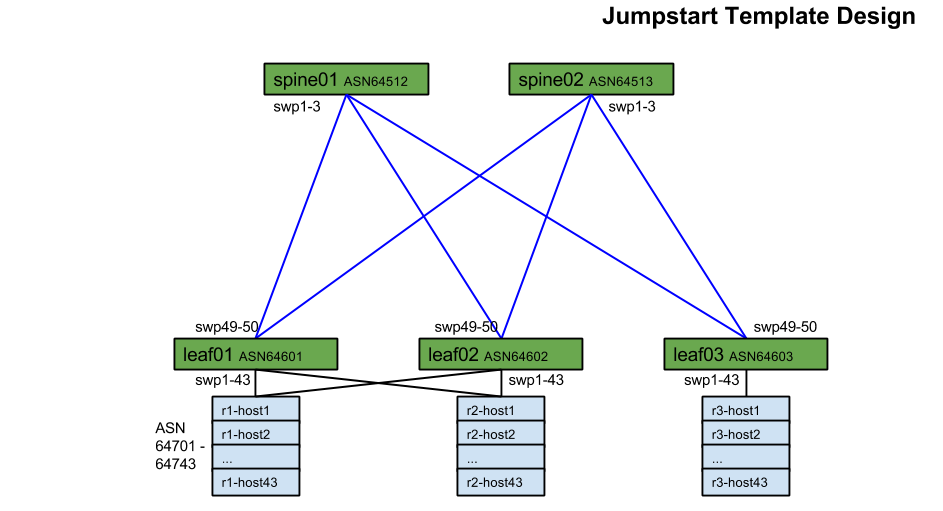 Jumpstart Template Design
spine01 ASN64512
spine02 ASN64513
swp1-3
swp1-3
swp49-50
swp49-50
swp49-50
leaf01 ASN64601
leaf02 ASN64602
leaf03 ASN64603
swp1-43
swp1-43
swp1-43
ASN
64701 -
64743
r1-host1
r1-host2
...
r1-host43
r2-host1
r2-host2
...
r2-host43
r3-host1
r3-host2
...
r3-host43